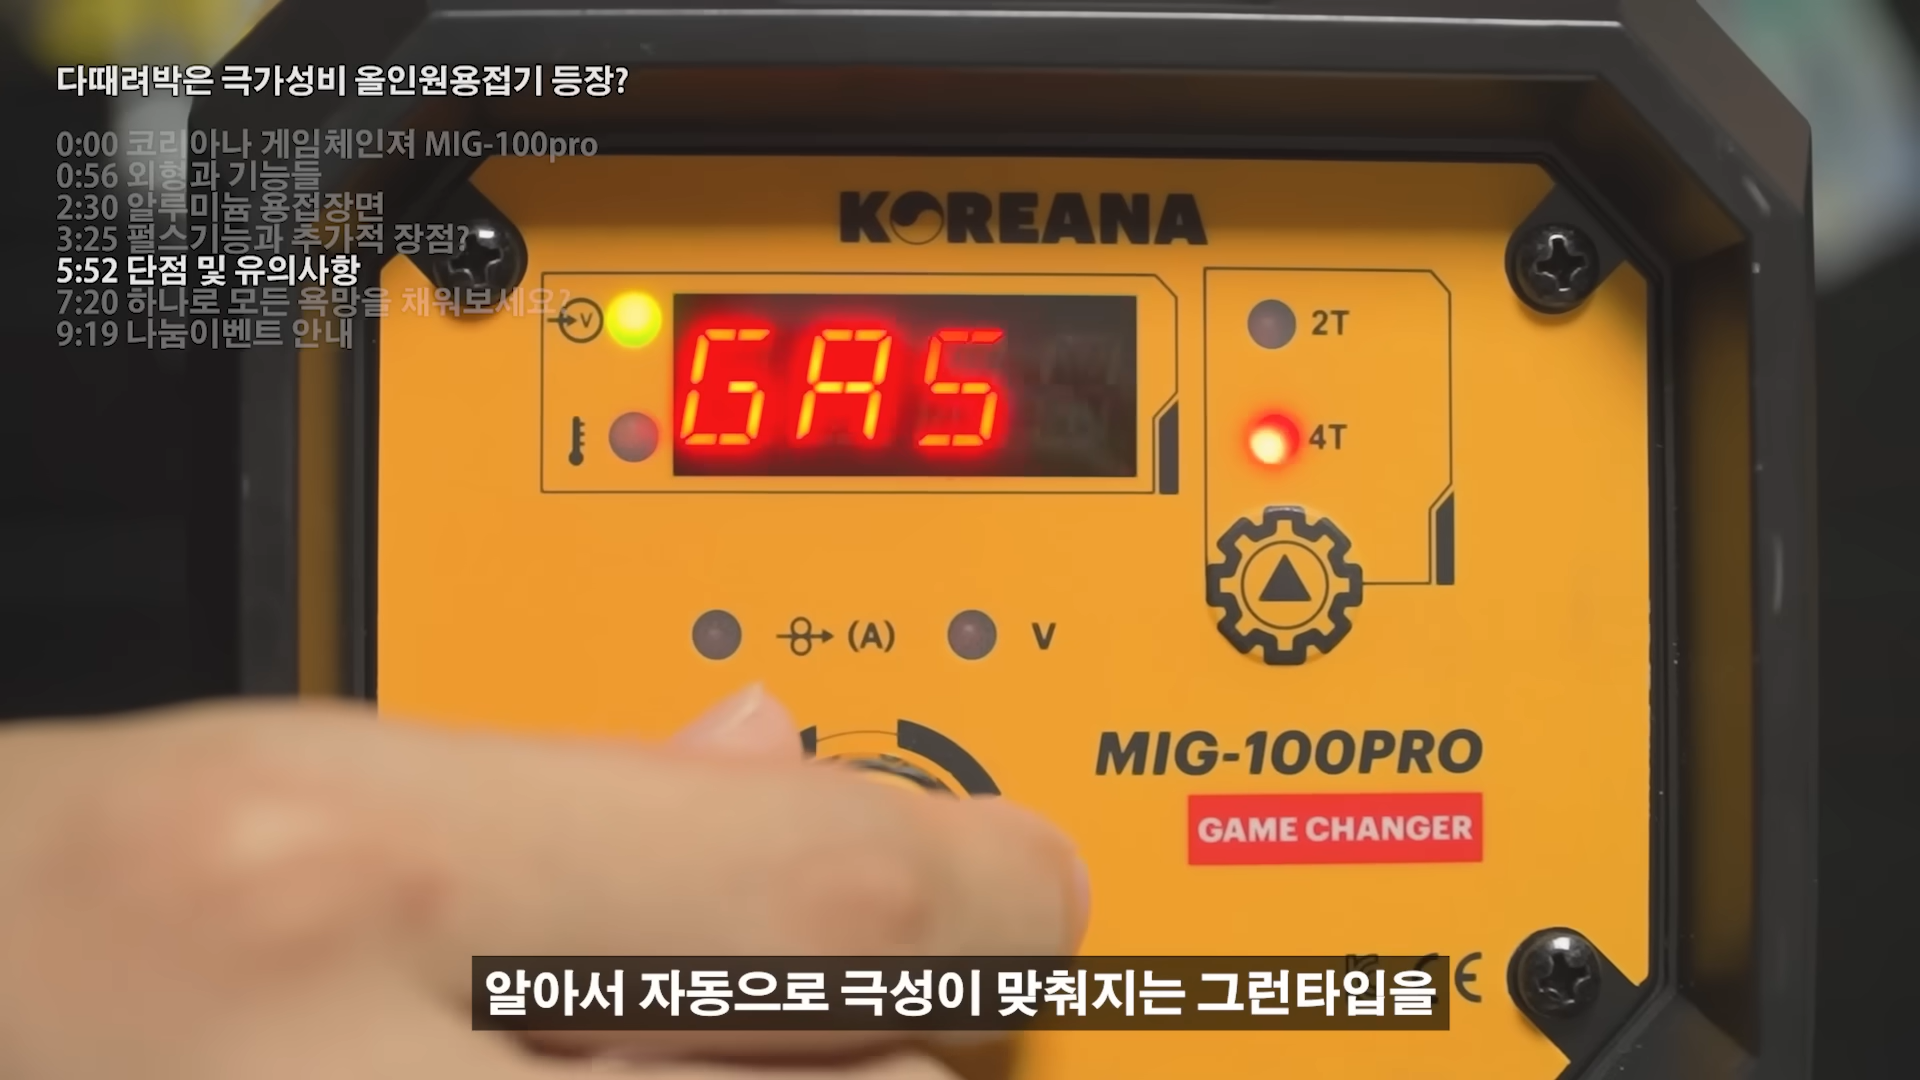 다때려박은 극가성비 올인원용접기 등장?
0:00 코리아나 게임체인져 MIG-100pro
0:56 외형과 기능들
2:30 알루미늄 용접장면
3:25 펄스기능과 추가적 장점?
5:52 단점 및 유의사항
7:20 하나로 모든 욕망을 채워보세요?
9:19 나눔이벤트 안내
KOREANA
V
GAS
2T
4T
(A)
V
MIG-100PRO
GAME CHANGER
CE
알아서 자동으로 극성이 맞춰지는 그런타입을